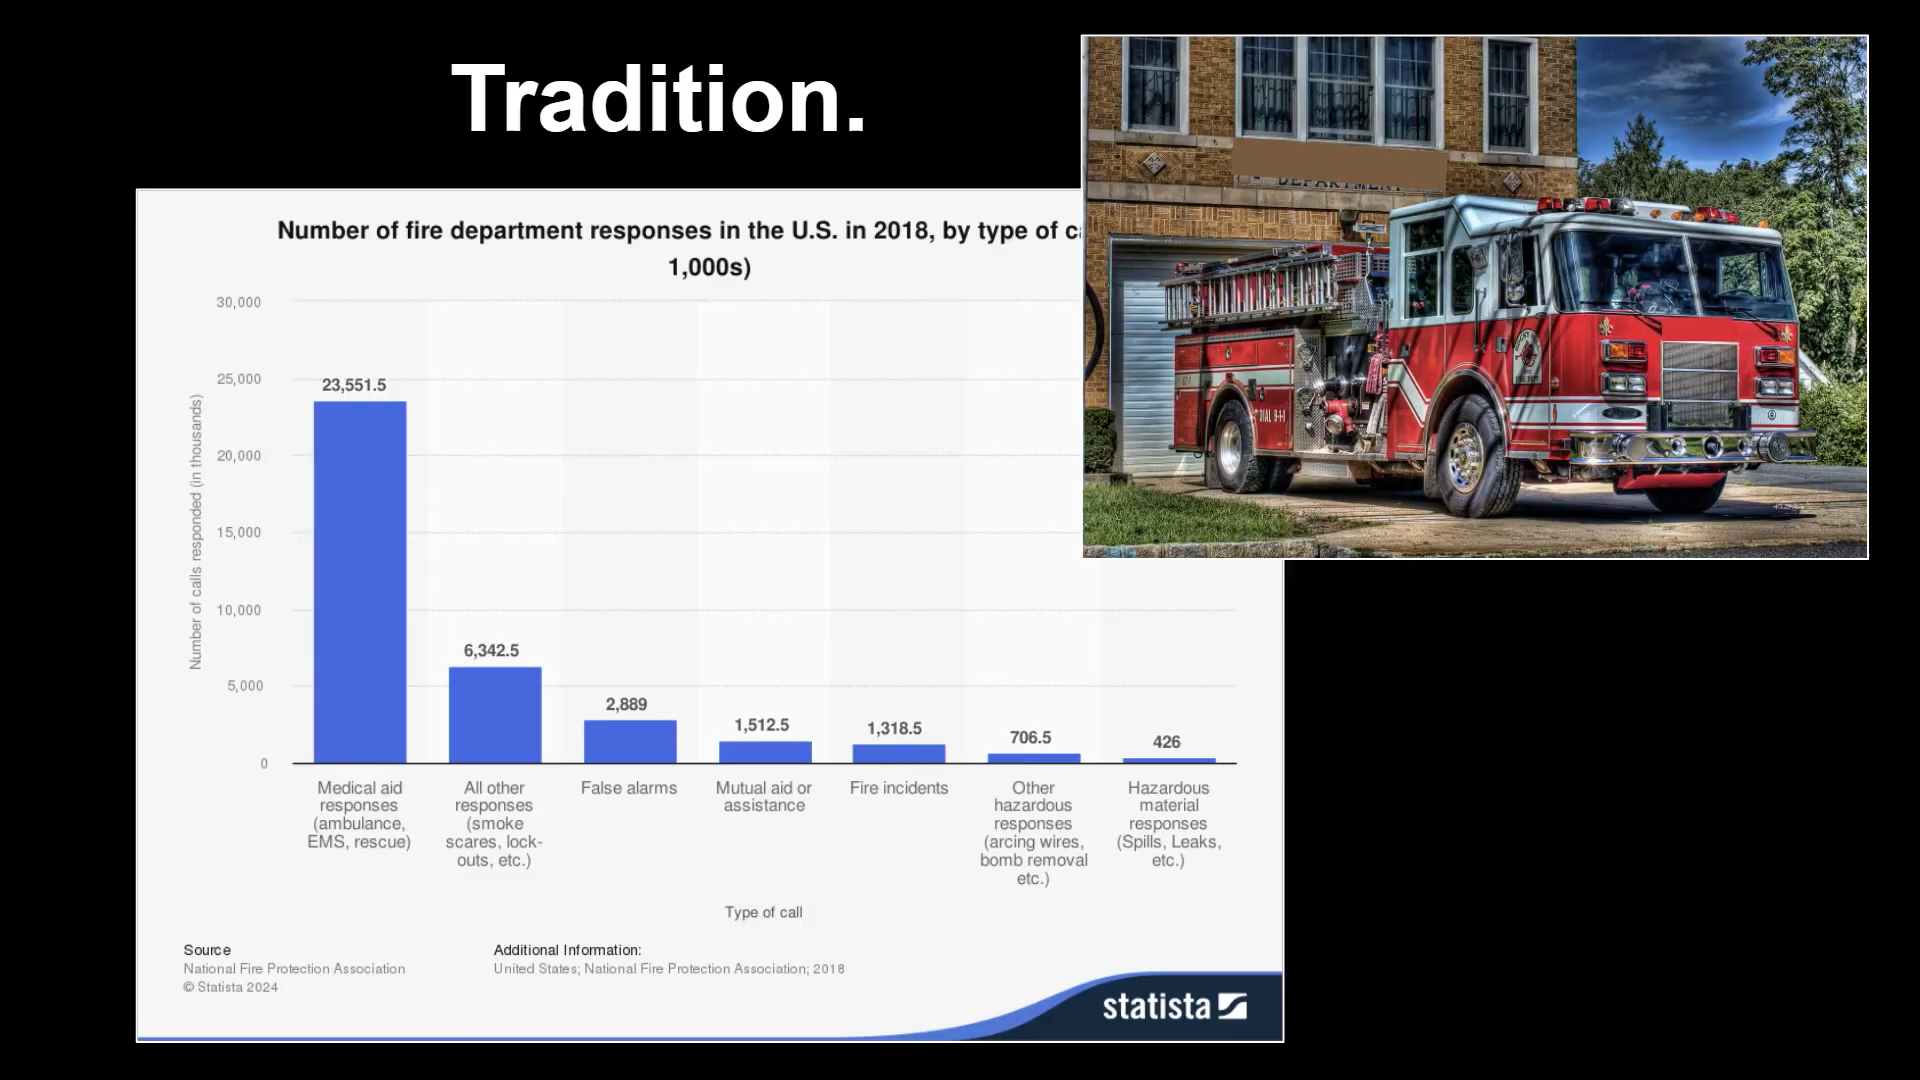 Tradition.
Number of fire department responses in the U.S. in 2018, by type of
1,000s)
Number of calls responded (in thousands)
30,000
25,000
20,000
15,000
10,000
5,000
0
23,551.5
6,342.5
2,889
1,512.5
1,318.5
706.5
426
Medical aid
responses
(ambulance,
EMS, rescue)
All other
responses
(smoke
scares, lock-
outs, etc.)
False alarms
Mutual aid or
assistance
Fire incidents
Other
hazardous
responses
(arcing wires,
bomb removal
etc.)
Hazardous
material
responses
(Spills, Leaks,
etc.)
Type of call
Source
National Fire Protection Association
© Statista 2024
Additional Information:
United States; National Fire Protection Association; 2018
statista
DEPARTMENT
DIAL 9-1-1